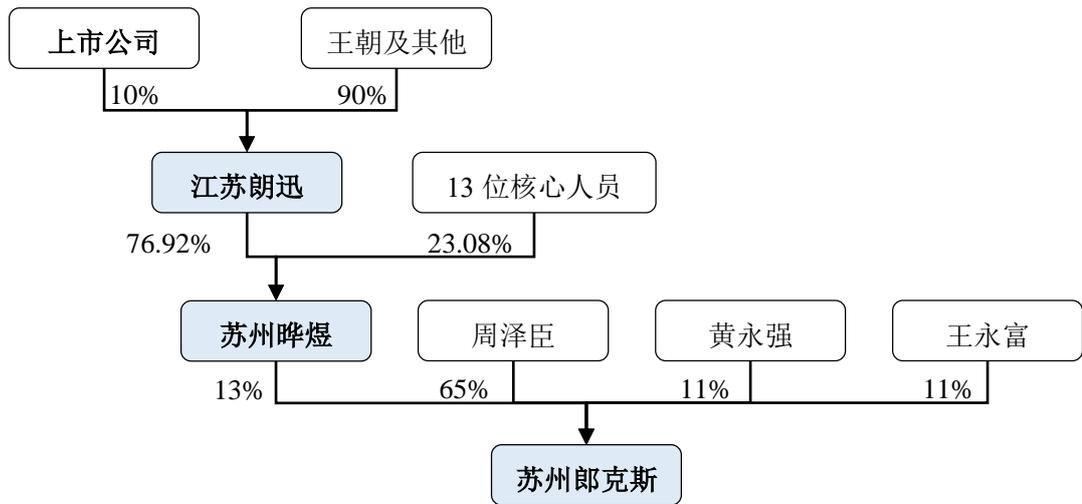 上市公司
王朝及其他
10%
90%
江苏朗迅
13 位核心人员
76.92%
23.08%
苏州晔煜
周泽臣
黄永强
王永富
13%
65%
11%
11%
苏州郎克斯